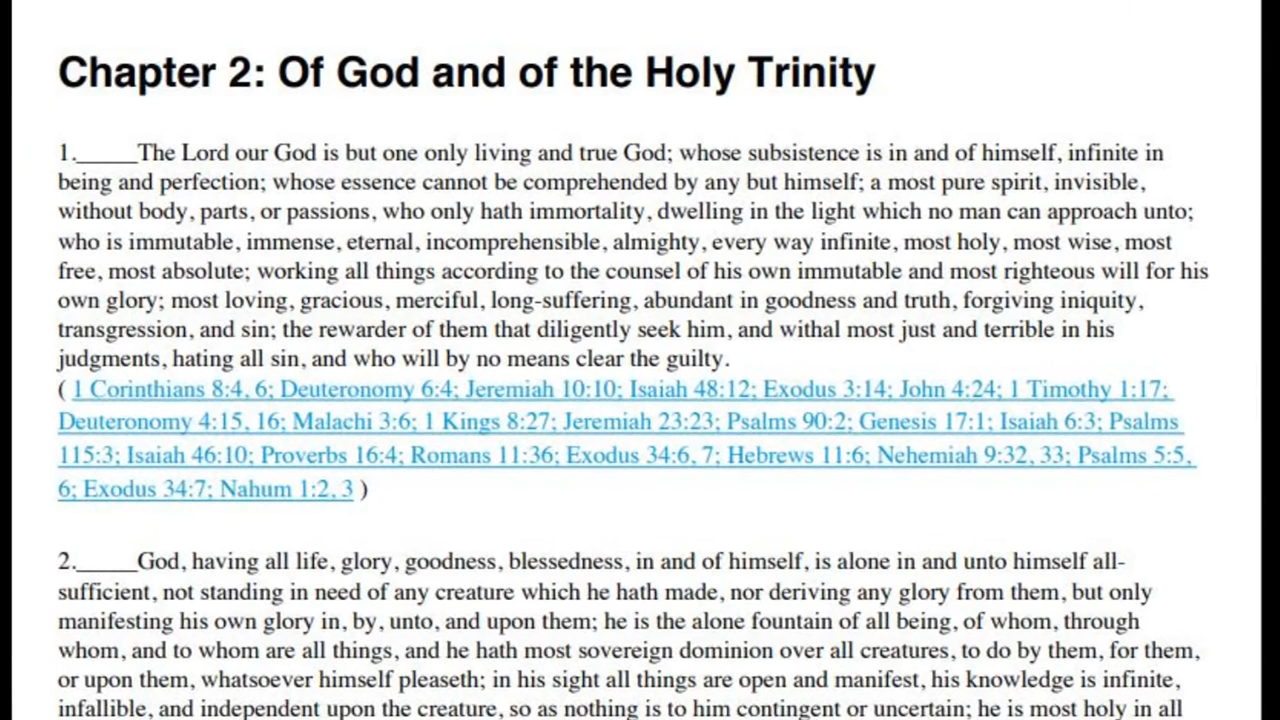 Chapter 2: Of God and of the Holy Trinity
1._____The Lord our God is but one only living and true God; whose subsistence is in and of himself, infinite in
being and perfection; whose essence cannot be comprehended by any but himself; a most pure spirit, invisible,
without body, parts, or passions, who only hath immortality, dwelling in the light which no man can approach unto;
who is immutable, immense, eternal, incomprehensible, almighty, every way infinite, most holy, most wise, most
free, most absolute; working all things according to the counsel of his own immutable and most righteous will for his
own glory; most loving, gracious, merciful, long-suffering, abundant in goodness and truth, forgiving iniquity,
transgression, and sin; the rewarder of them that diligently seek him, and withal most just and terrible in his
judgments, hating all sin, and who will by no means clear the guilty.
( 1 Corinthians 8:4, 6; Deuteronomy 6:4; Jeremiah 10:10; Isaiah 48:12; Exodus 3:14; John 4:24; 1 Timothy 1:17;
Deuteronomy 4:15, 16; Malachi 3:6; 1 Kings 8:27; Jeremiah 23:23; Psalms 90:2; Genesis 17:1; Isaiah 6:3; Psalms
115:3; Isaiah 46:10; Proverbs 16:4; Romans 11:36; Exodus 34:6, 7; Hebrews 11:6; Nehemiah 9:32, 33; Psalms 5:5,
6; Exodus 34:7; Nahum 1:2, 3 )
2._____God, having all life, glory, goodness, blessedness, in and of himself, is alone in and unto himself all-
sufficient, not standing in need of any creature which he hath made, nor deriving any glory from them, but only
manifesting his own glory in, by, unto, and upon them; he is the alone fountain of all being, of whom, through
whom, and to whom are all things, and he hath most sovereign dominion over all creatures, to do by them, for them,
or upon them, whatsoever himself pleaseth; in his sight all things are open and manifest, his knowledge is infinite,
infallible, and independent upon the creature, so as nothing is to him contingent or uncertain; he is most holy in all